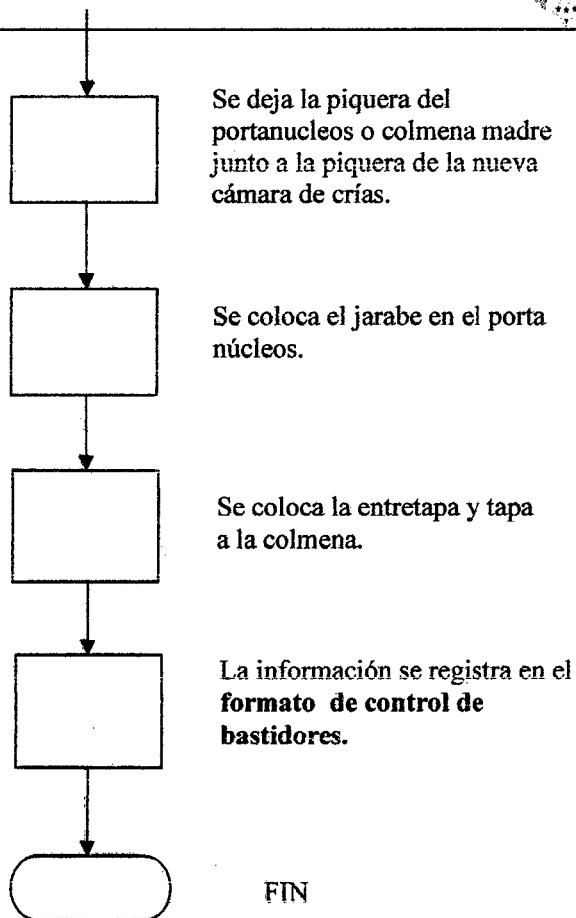 Se deja la piquera del
portanucleos o colmena madre
junto a la piquera de la nueva
cámara de crías.
Se coloca el jarabe en el porta
núcleos.
Se coloca la entretapa y tapa
a la colmena.
La información se registra en el
formato de control de
bastidores.
FIN